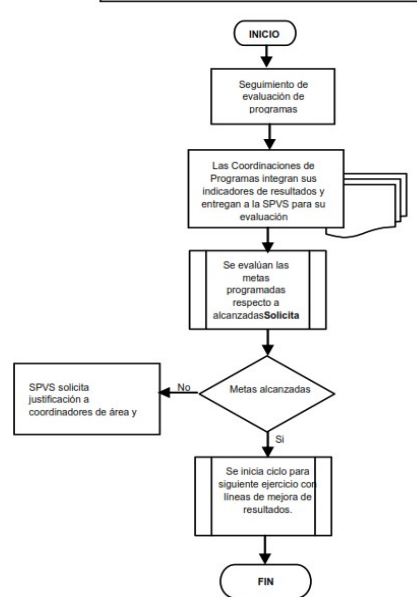 INICIO
Seguimiento de
evaluación de
programas
Las Coordinaciones de
Programas integran sus
indicadores de resultados y
entregan a la SPVS para su
evaluación
Se evalúan las
metas
programadas
respecto a
alcanzadasSolicita
Metas alcanzadas
No
SPVS solicita
justificación a
coordinadores de área y
Si
Se inicia ciclo para
siguiente ejercicio con
líneas de mejora de
resultados.
FIN